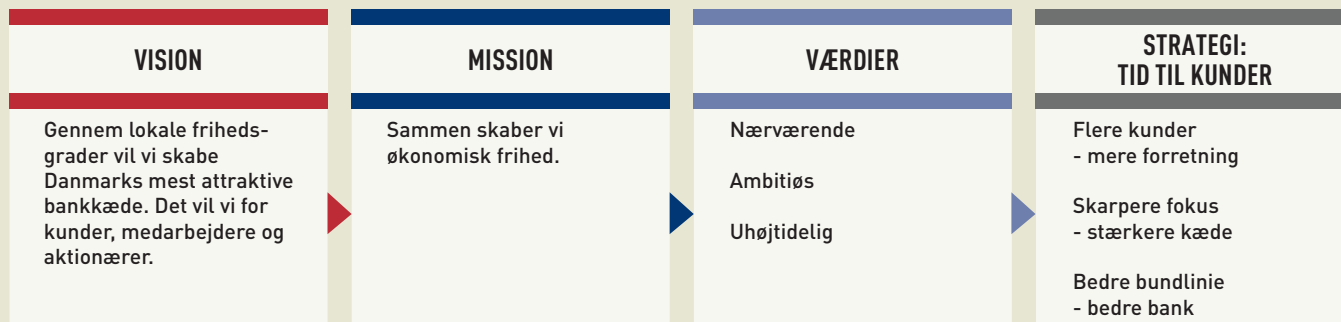 VISION
Gennem lokale friheds-
grader vil vi skabe
Danmarks mest attraktive
bankkæde. Det vil vi for
kunder, medarbejdere og
aktionærer.
MISSION
Sammen skaber vi
økonomisk frihed.
VÆRDIER
Nærværende
Ambitiøs
Uhøjtidelig
STRATEGI:
TID TIL KUNDER
Flere kunder
- mere forretning
Skarpere fokus
- stærkere kæde
Bedre bundlinie
- bedre bank